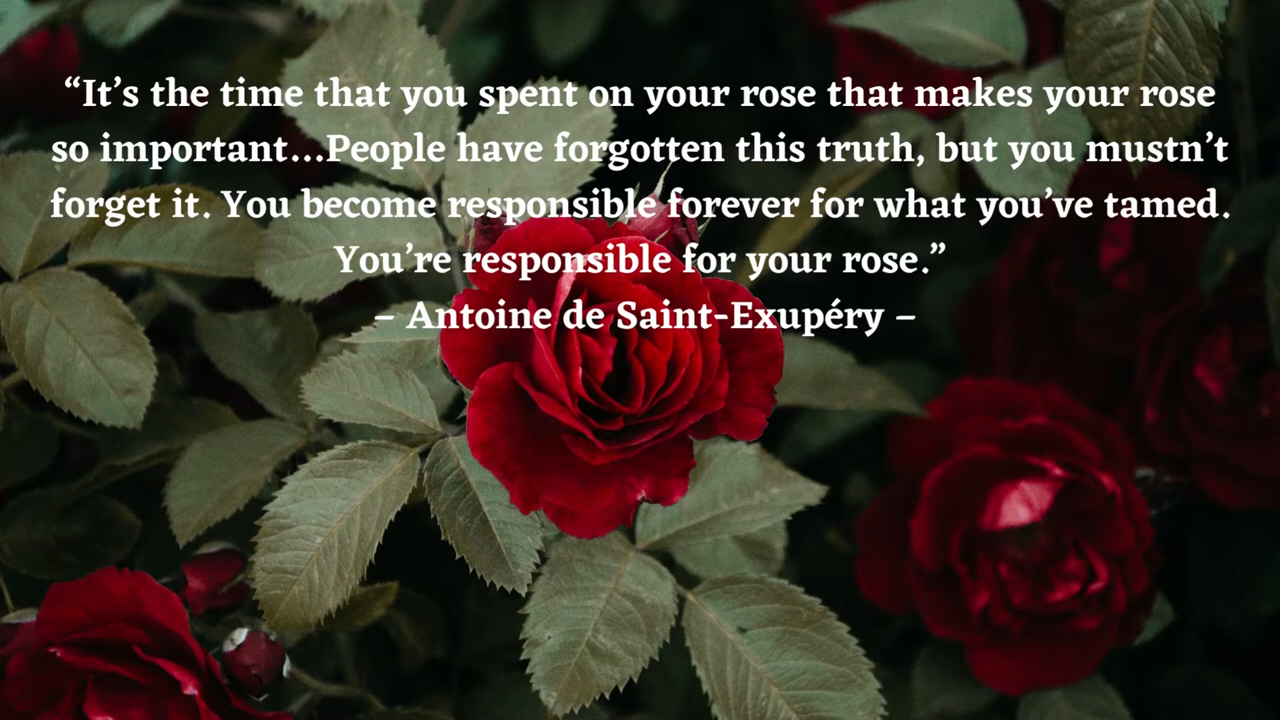 “It’s the time that you spent on your rose that makes your rose
so important...People have forgotten this truth, but you mustn’t
forget it. You become responsible forever for what you’ve tamed.
You’re responsible for your rose.”
– Antoine de Saint-Exupéry –